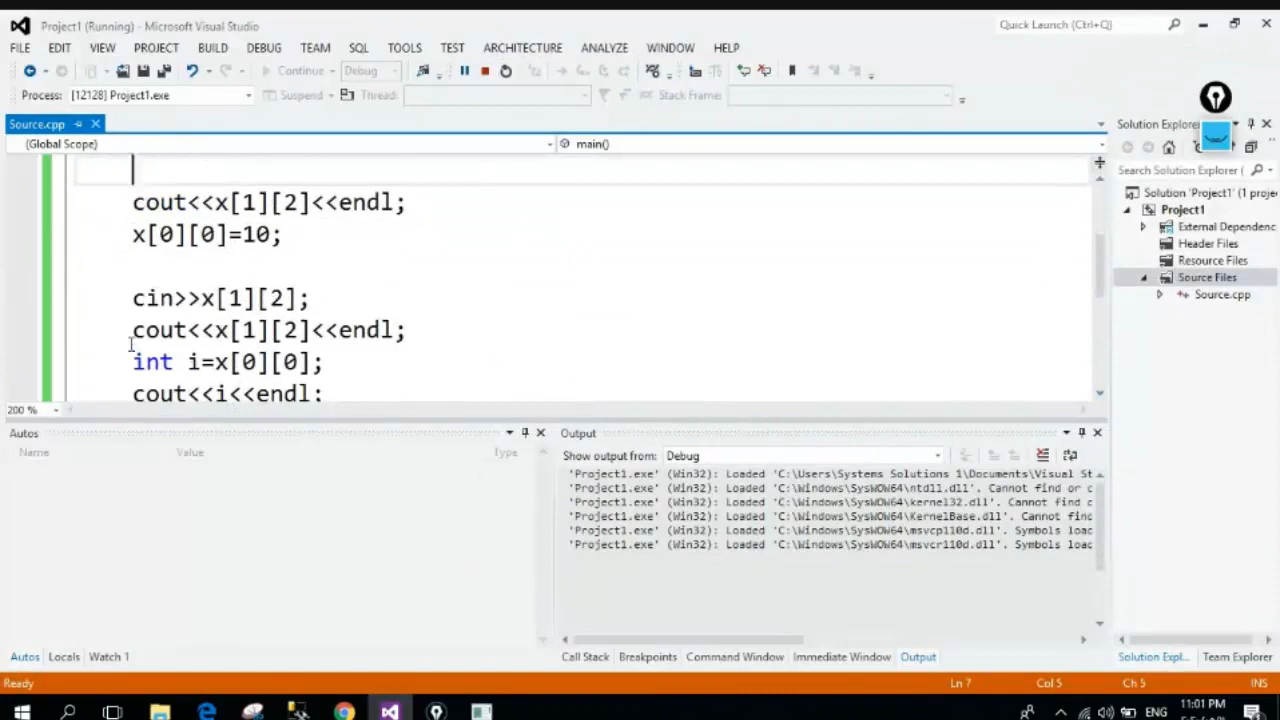 Project1 (Running) - Microsoft Visual Studio
Quick Launch (Ctrl+Q)
FILE EDIT VIEW PROJECT BUILD DEBUG TEAM SQL TOOLS TEST ARCHITECTURE ANALYZE WINDOW HELP
Continue Debug
Process: [12128] Project1.exe Suspend Thread: Stack Frame:
Source.cpp
(Global Scope) main()
cout<<x[1][2]<<endl;
x[0][0]=10;
cin>>x[1][2];
cout<<x[1][2]<<endl;
int i=x[0][0];
cout<<i<<endl;
200 %
Solution Explore
Search Solution Explorer (
Solution 'Project1' (1 proje
Project1
External Dependenc
Header Files
Resource Files
Source Files
Source.cpp
Autos
Name Value Type
Output
Show output from: Debug
'Project1.exe' (Win32): Loaded 'C:\Users\Systems Solutions 1\Documents\Visual St
'Project1.exe' (Win32): Loaded 'C:\Windows\SysWOW64\ntdll.dll'. Cannot find or c
'Project1.exe' (Win32): Loaded 'C:\Windows\SysWOW64\kernel32.dll'. Cannot find c
'Project1.exe' (Win32): Loaded 'C:\Windows\SysWOW64\KernelBase.dll'. Cannot finc
'Project1.exe' (Win32): Loaded 'C:\Windows\SysWOW64\msvcp110d.dll'. Symbols loac
'Project1.exe' (Win32): Loaded 'C:\Windows\SysWOW64\msvcr110d.dll'. Symbols loac
Autos Locals Watch 1
Call Stack Breakpoints Command Window Immediate Window Output
Solution Expl... Team Explorer
Ready Ln 7 Col 5 Ch 5 INS
ENG 11:01 PM